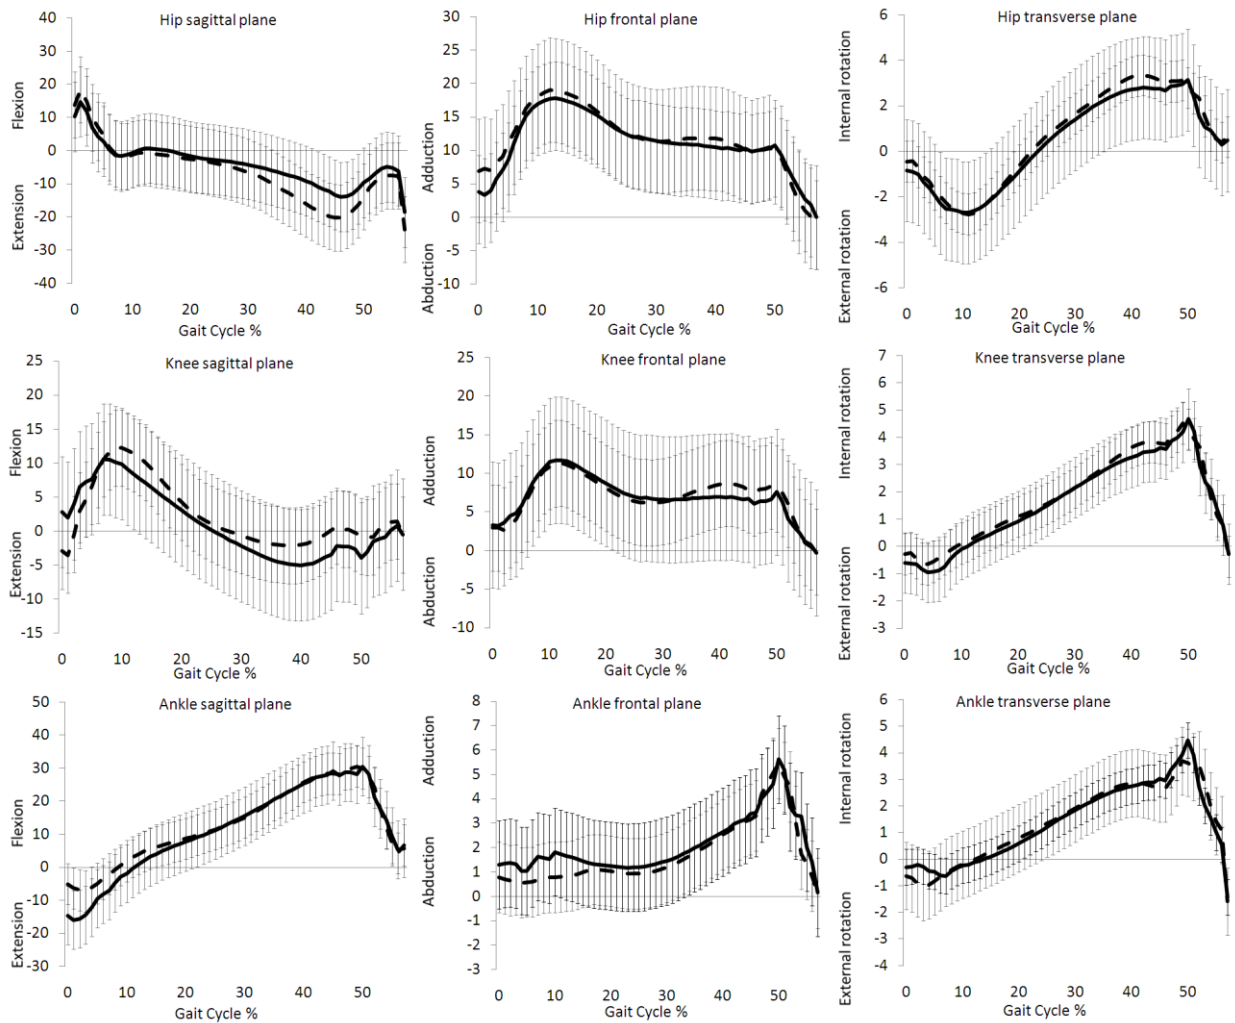 Hip sagittal plane
40
30
20
10
0
-10
-20
-30
-40
Flexion
Extension
0 10 20 30 40 50
Gait Cycle %
Hip frontal plane
30
25
20
15
10
5
0
-5
-10
Adduction
Abduction
0 10 20 30 40 50
Gait Cycle %
Hip transverse plane
6
4
2
0
-2
-4
-6
Internal rotation
External rotation
0 10 20 30 40 50
Gait Cycle %
Knee sagittal plane
25
20
15
10
5
0
-5
-10
-15
Flexion
Extension
0 10 20 30 40 50
Gait Cycle %
Knee frontal plane
25
20
15
10
5
0
-5
-10
Adduction
Abduction
0 10 20 30 40 50
Gait Cycle %
Knee transverse plane
7
6
5
4
3
2
1
0
-1
-2
-3
Internal rotation
External rotation
0 10 20 30 40 50
Gait Cycle %
Ankle sagittal plane
50
40
30
20
10
0
-10
-20
-30
Flexion
Extension
0 10 20 30 40 50
Gait Cycle %
Ankle frontal plane
8
7
6
5
4
3
2
1
0
-1
-2
-3
Adduction
Abduction
0 10 20 30 40 50
Gait Cycle %
Ankle transverse plane
6
5
4
3
2
1
0
-1
-2
-3
-4
Internal rotation
External rotation
0 10 20 30 40 50
Gait Cycle %